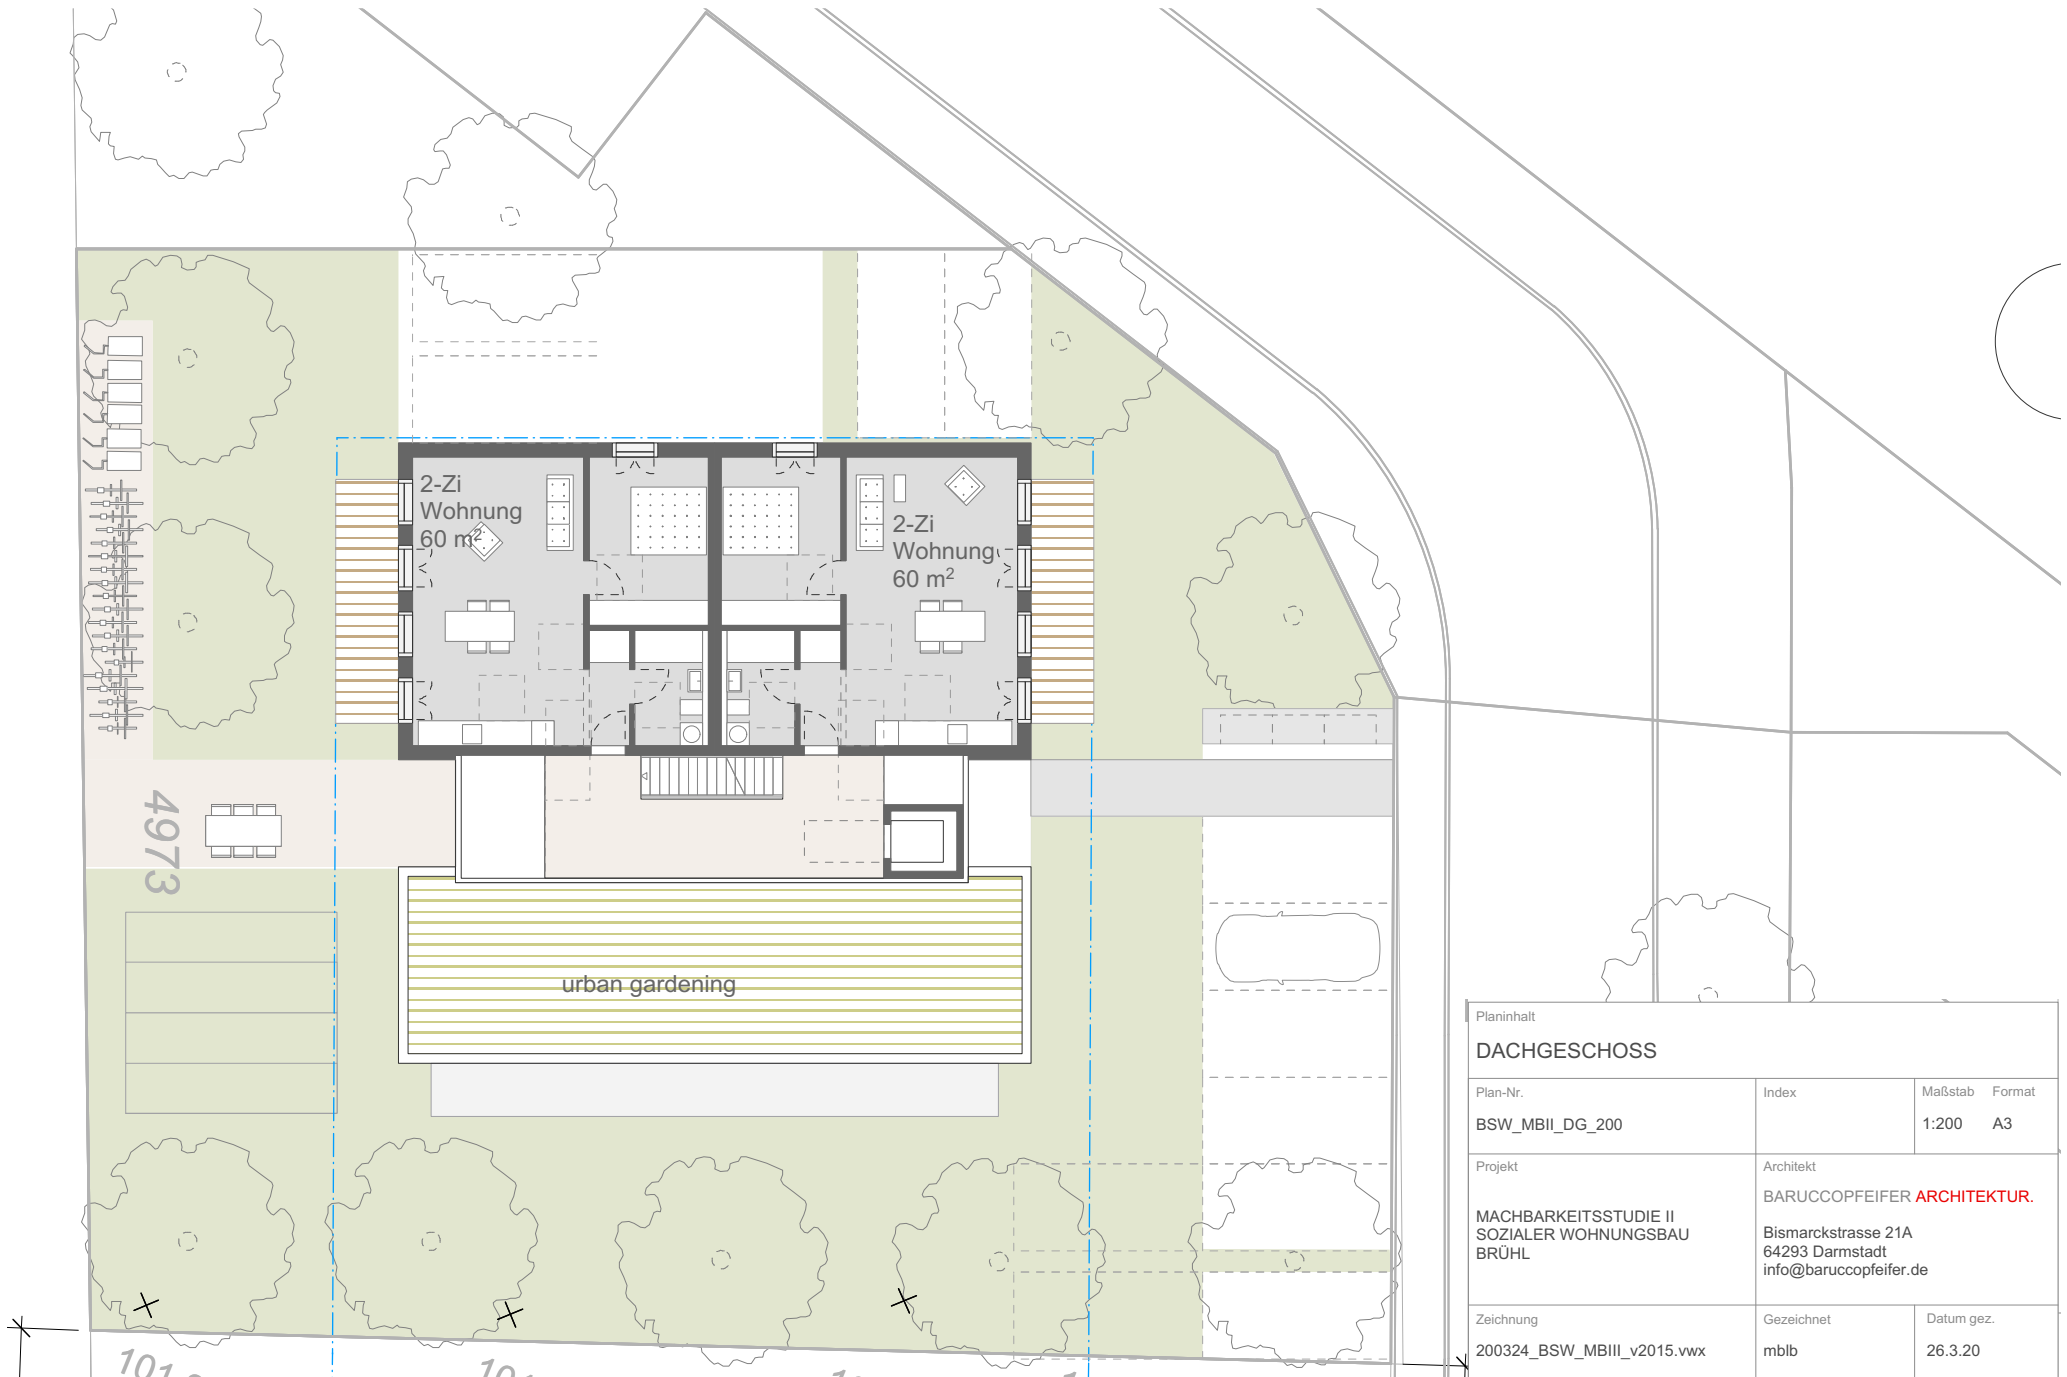 2-Zi
Wohnung
60 m²
2-Zi
Wohnung
60 m²
4973
urban gardening
Planinhalt
DACHGESCHOSS
Plan-Nr.
BSW_MBII_DG_200
Index
Maßstab
1:200
Format
A3
Projekt
MACHBARKEITSSTUDIE II
SOZIALER WOHNUNGSBAU
BRÜHL
Architekt
BARUCCOPFEIFER ARCHITEKTUR.
Bismarckstrasse 21A
64293 Darmstadt
info@baruccopfeifer.de
Zeichnung
200324_BSW_MBIII_v2015.vwx
Gezeichnet
mblb
Datum gez.
26.3.20